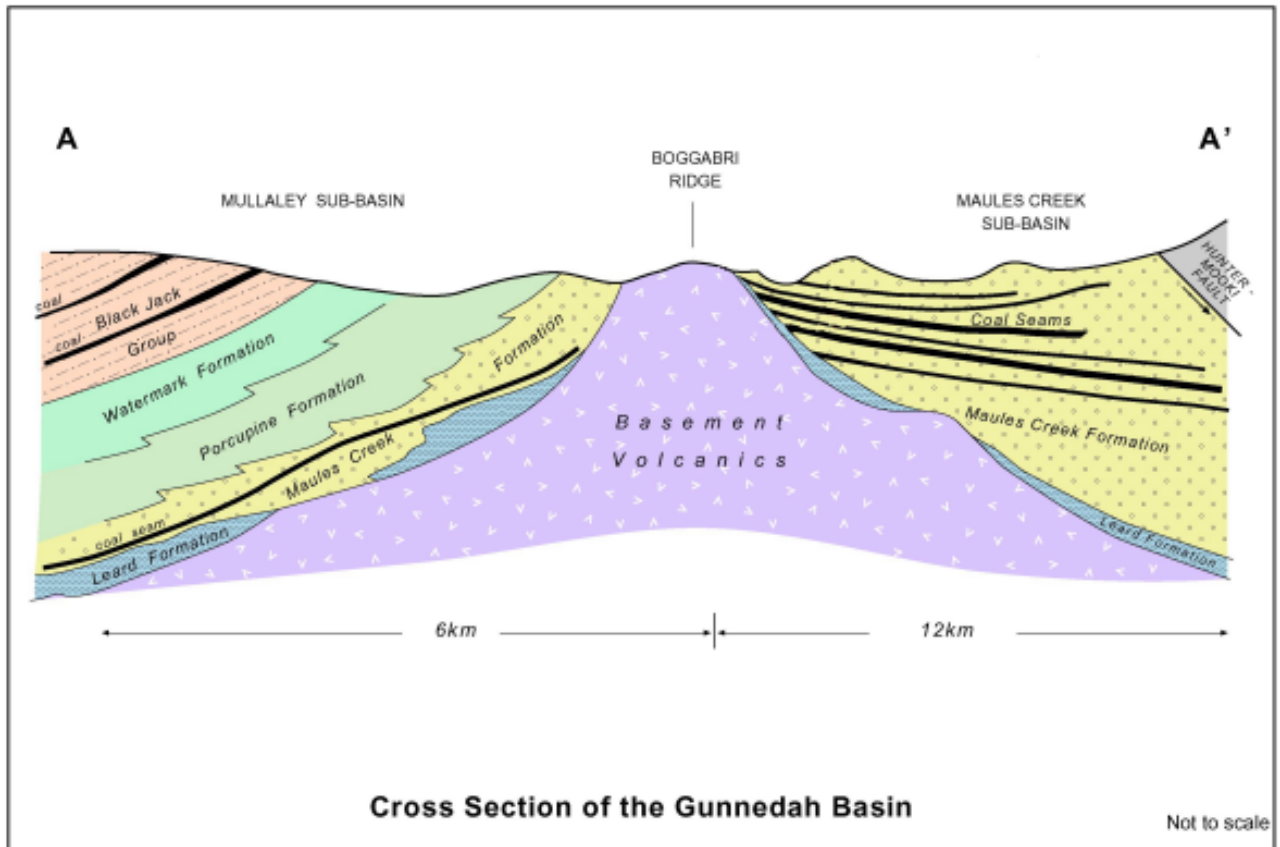 A
A'
BOGGABRI
RIDGE
MULLALEY SUB-BASIN
MAULES CREEK
SUB-BASIN
HUNTER-
MOOKI
FAULT
coal
Black Jack
coal
Group
Watermark Formation
Porcupine Formation
Formation
Maules Creek
coal seam
Leard Formation
Basement
Volcanics
Coal Seams
Maules Creek Formation
Leard Formation
6km
12km
Cross Section of the Gunnedah Basin
Not to scale